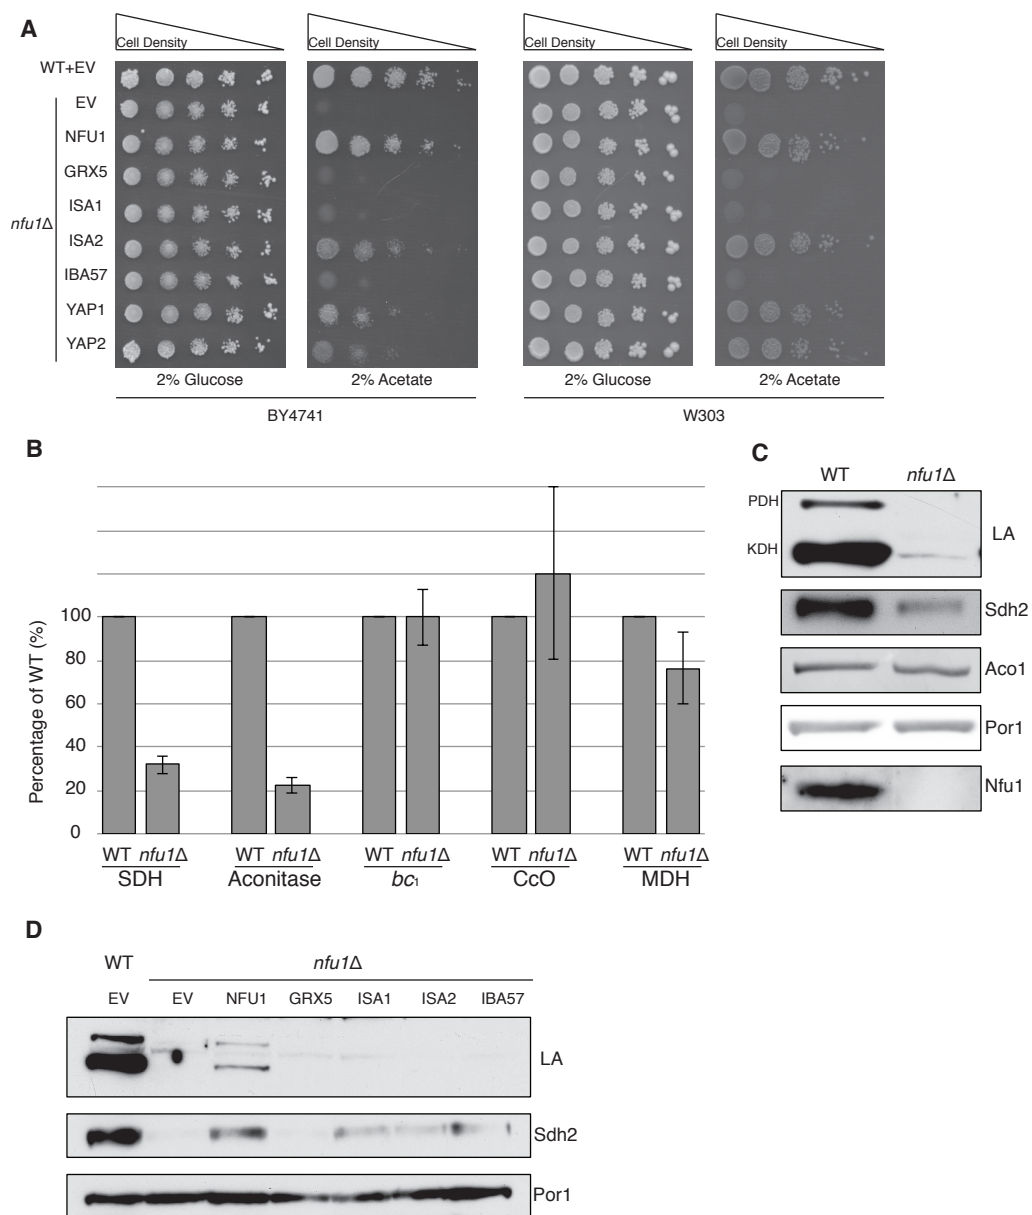 A
Cell Density Cell Density Cell Density Cell Density
WT+EV
EV
NFU1
GRX5
ISA1
nfu1Δ
ISA2
IBA57
YAP1
YAP2
2% Glucose 2% Acetate 2% Glucose 2% Acetate
BY4741 W303
B
Percentage of WT (%)
100
80
60
40
20
0
WT nfu1Δ WT nfu1Δ WT nfu1Δ WT nfu1Δ WT nfu1Δ
SDH Aconitase bc₁ CcO MDH
C
WT nfu1Δ
PDH
LA
KDH
Sdh2
Aco1
Por1
Nfu1
D
WT nfu1Δ
EV EV NFU1 GRX5 ISA1 ISA2 IBA57
LA
Sdh2
Por1